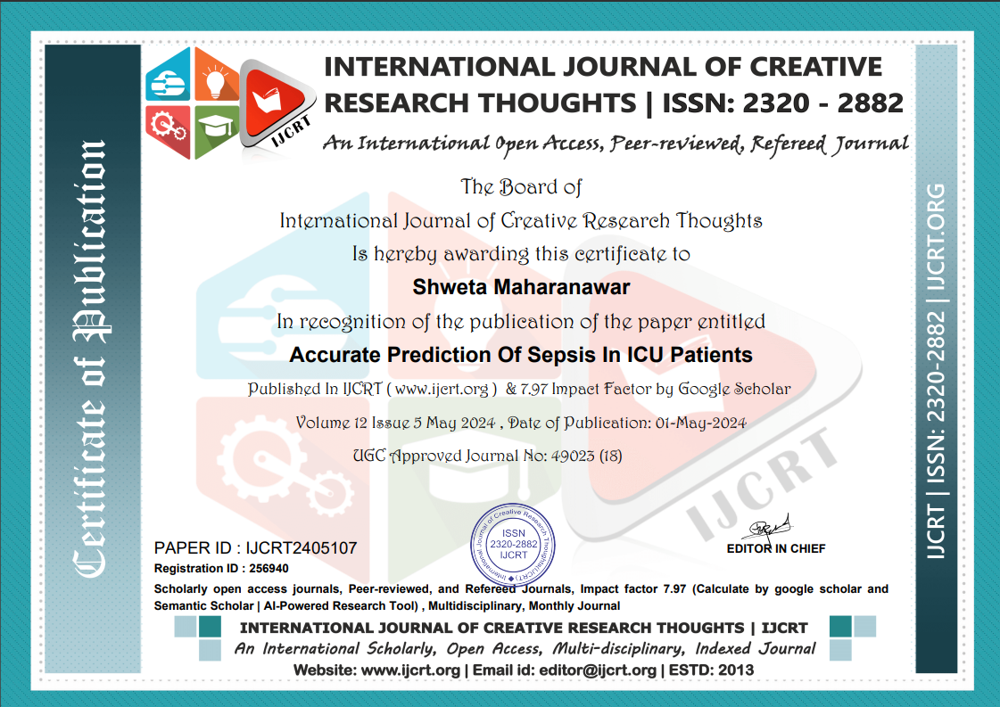 Certificate of Publication
IJCRT
INTERNATIONAL JOURNAL OF CREATIVE
RESEARCH THOUGHTS | ISSN: 2320 - 2882
An International Open Access, Peer-reviewed, Refereed Journal
The Board of
International Journal of Creative Research Thoughts
Is hereby awarding this certificate to
Shweta Maharanawar
In recognition of the publication of the paper entitled
Accurate Prediction Of Sepsis In ICU Patients
Published In IJCRT ( www.ijcrt.org ) & 7.97 Impact Factor by Google Scholar
Volume 12 Issue 5 May 2024 , Date of Publication: 01-May-2024
UGC Approved Journal No: 49023 (18)
IJCRT
PAPER ID : IJCRT2405107
Registration ID : 256940
International Journal of Creative Research Thoughts(IJCRT)
ISSN
2320-2882
IJCRT
EDITOR IN CHIEF
Scholarly open access journals, Peer-reviewed, and Refereed Journals, Impact factor 7.97 (Calculate by google scholar and
Semantic Scholar | AI-Powered Research Tool) , Multidisciplinary, Monthly Journal
INTERNATIONAL JOURNAL OF CREATIVE RESEARCH THOUGHTS | IJCRT
An International Scholarly, Open Access, Multi-disciplinary, Indexed Journal
Website: www.ijcrt.org | Email id: editor@ijcrt.org | ESTD: 2013
IJCRT | ISSN: 2320-2882 | IJCRT.ORG